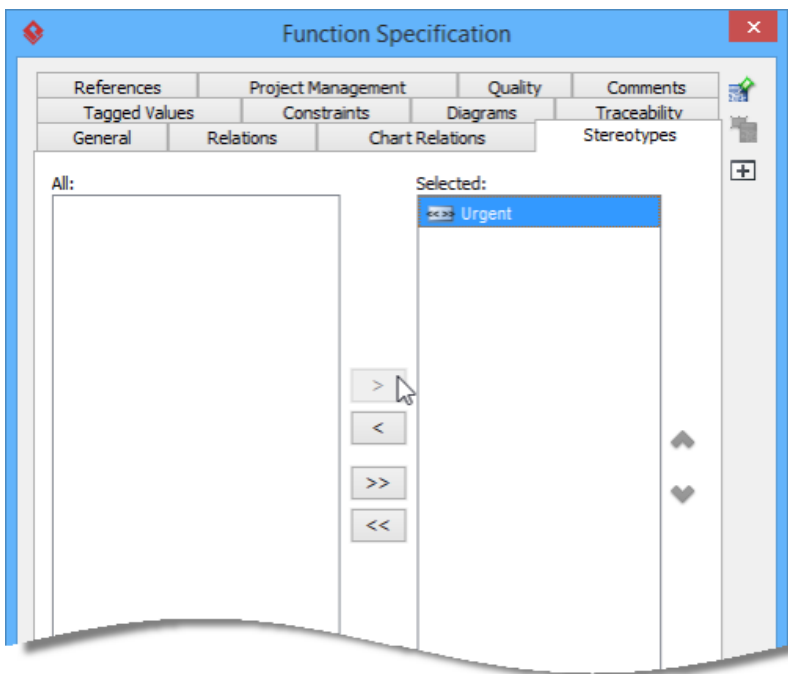 Function Specification
References Project Management Quality Comments
Tagged Values Constraints Diagrams Traceability
General Relations Chart Relations Stereotypes
All: Selected:
<<>> Urgent
>
<
>>
<<